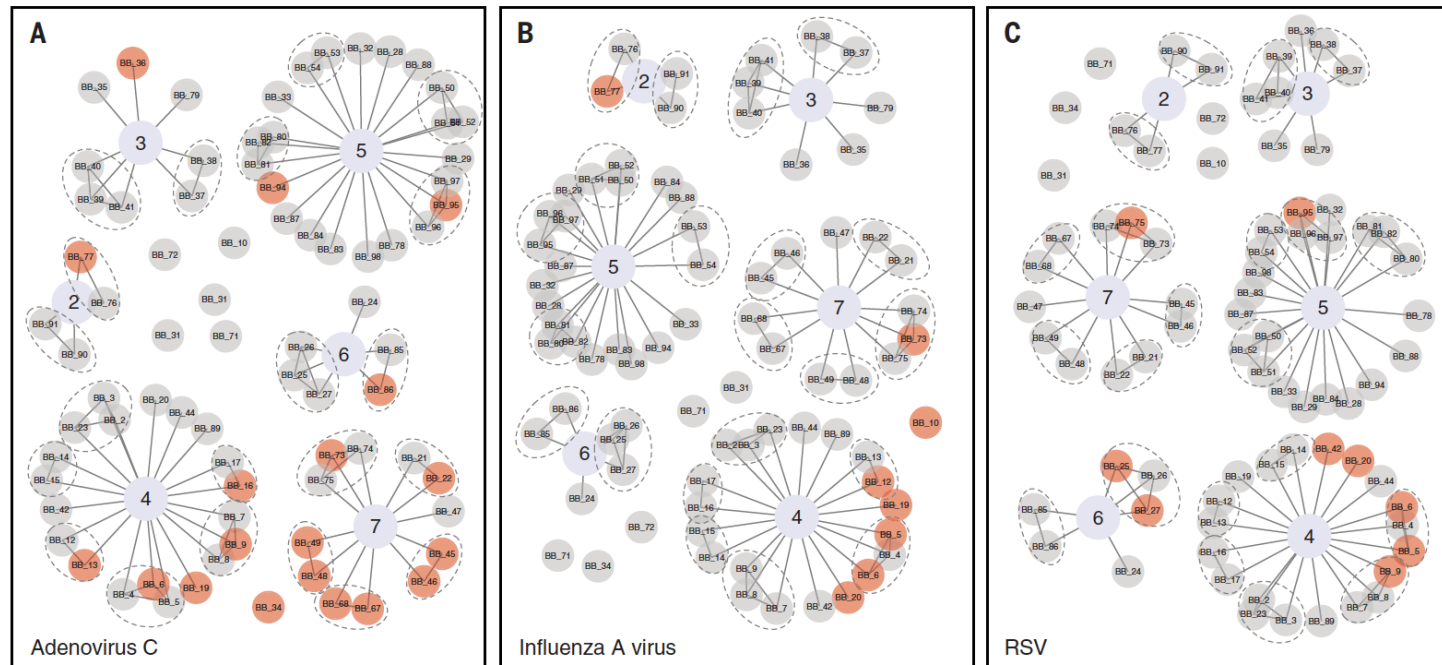 A
BB_36
BB_35
BB_79
3
BB_40
BB_38
BB_39
BB_41
BB_37
BB_53
BB_32
BB_28
BB_54
BB_88
BB_33
BB_50
BB_52
BB_80
BB_82
BB_81
5
BB_29
BB_94
BB_97
BB_95
BB_87
BB_96
BB_84
BB_83
BB_98
BB_78
BB_10
BB_72
BB_77
2
BB_76
BB_91
BB_90
BB_31
BB_31
BB_71
BB_24
BB_26
6
BB_85
BB_25
BB_27
BB_86
BB_3
BB_20
BB_44
BB_2
BB_23
BB_89
BB_14
BB_17
BB_15
BB_16
4
BB_42
BB_7
BB_12
BB_9
BB_8
BB_13
BB_6
BB_4
BB_5
BB_19
BB_34
BB_73
BB_74
BB_21
BB_75
BB_22
BB_47
7
BB_49
BB_45
BB_48
BB_46
BB_68
BB_67
Adenovirus C
B
BB_76
BB_77
2
BB_91
BB_90
BB_38
BB_37
BB_41
BB_39
BB_40
3
BB_79
BB_35
BB_36
BB_52
BB_51
BB_50
BB_84
BB_29
BB_88
BB_96
BB_97
BB_53
BB_95
BB_54
BB_87
5
BB_32
BB_28
BB_81
BB_33
BB_80
BB_82
BB_83
BB_94
BB_78
BB_98
BB_47
BB_22
BB_46
BB_21
BB_45
7
BB_68
BB_74
BB_73
BB_67
BB_75
BB_49
BB_48
BB_31
BB_71
BB_10
BB_86
BB_85
BB_26
BB_25
6
BB_27
BB_24
BB_72
BB_71
BB_34
BB_23
BB_44
BB_89
BB_3
BB_13
BB_17
BB_12
BB_16
BB_19
4
BB_15
BB_5
BB_14
BB_4
BB_9
BB_6
BB_8
BB_7
BB_42
BB_20
Influenza A virus
C
BB_71
BB_90
BB_91
BB_34
2
BB_76
BB_77
BB_72
BB_10
BB_31
BB_36
BB_38
BB_39
BB_37
BB_41
BB_40
3
BB_35
BB_79
BB_67
BB_74
BB_75
BB_73
BB_68
BB_47
7
BB_45
BB_46
BB_49
BB_48
BB_22
BB_21
BB_95
BB_32
BB_53
BB_96
BB_97
BB_81
BB_82
BB_54
BB_80
BB_98
BB_83
5
BB_87
BB_78
BB_50
BB_52
BB_88
BB_51
BB_33
BB_94
BB_29
BB_84
BB_28
BB_25
BB_26
BB_85
BB_27
6
BB_86
BB_24
BB_14
BB_42
BB_15
BB_20
BB_19
BB_44
BB_12
BB_6
BB_13
BB_4
4
BB_5
BB_16
BB_9
BB_17
BB_8
BB_2
BB_7
BB_23
BB_3
BB_89
RSV